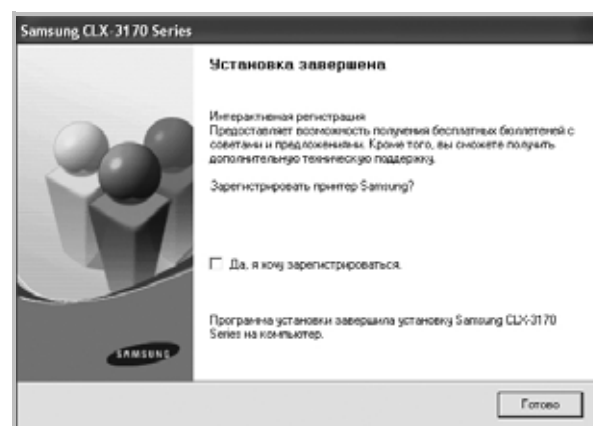 Samsung CLX-3170 Series
Установка завершена
Интерактивная регистрация
Предоставляет возможность получения бесплатных бюллетеней с
советами и предложениями. Кроме того, вы сможете получить
дополнительную техническую поддержку.
Зарегистрировать принтер Samsung?
Да, я хочу зарегистрироваться.
Программа установки завершила установку Samsung CLX-3170
Series на компьютер.
SAMSUNG
Готово